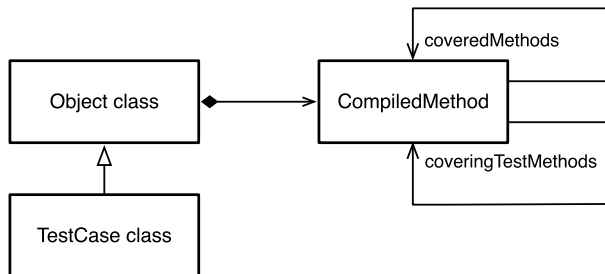 coveredMethods
Object class
CompiledMethod
coveringTestMethods
TestCase class